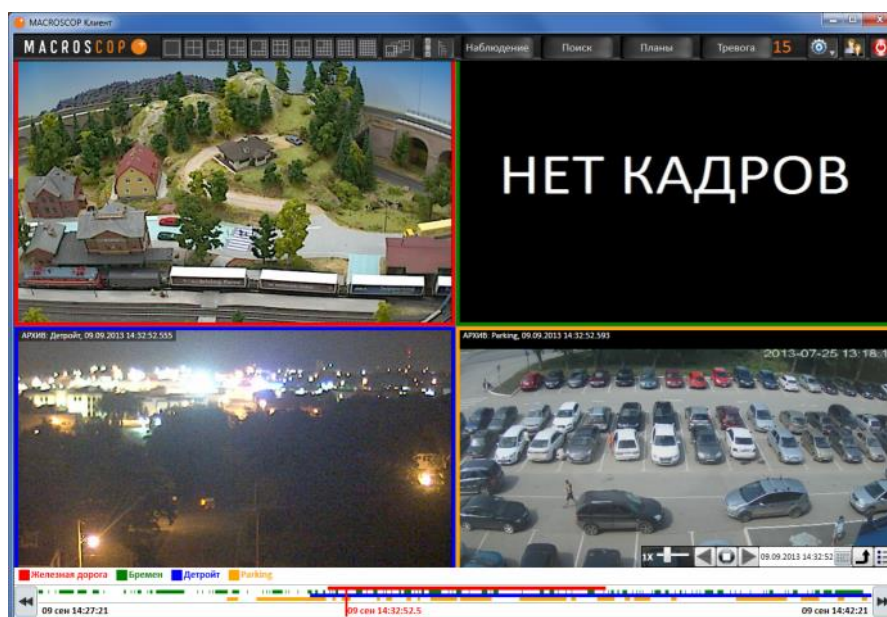 MACROSCOP Клиент
MACROSCOP Наблюдение Поиск Планы Тревога 15
НЕТ КАДРОВ
АРХИВ: Детройт, 09.09.2013 14:32:52.555
АРХИВ: Parking, 09.09.2013 14:32:52.593
2013-07-25 13:18:1
1X 09.09.2013 14:32:52
Железная дорога Бремен Детройт Parking
09 сен 14:27:21 09 сен 14:32:52.5 09 сен 14:42:21